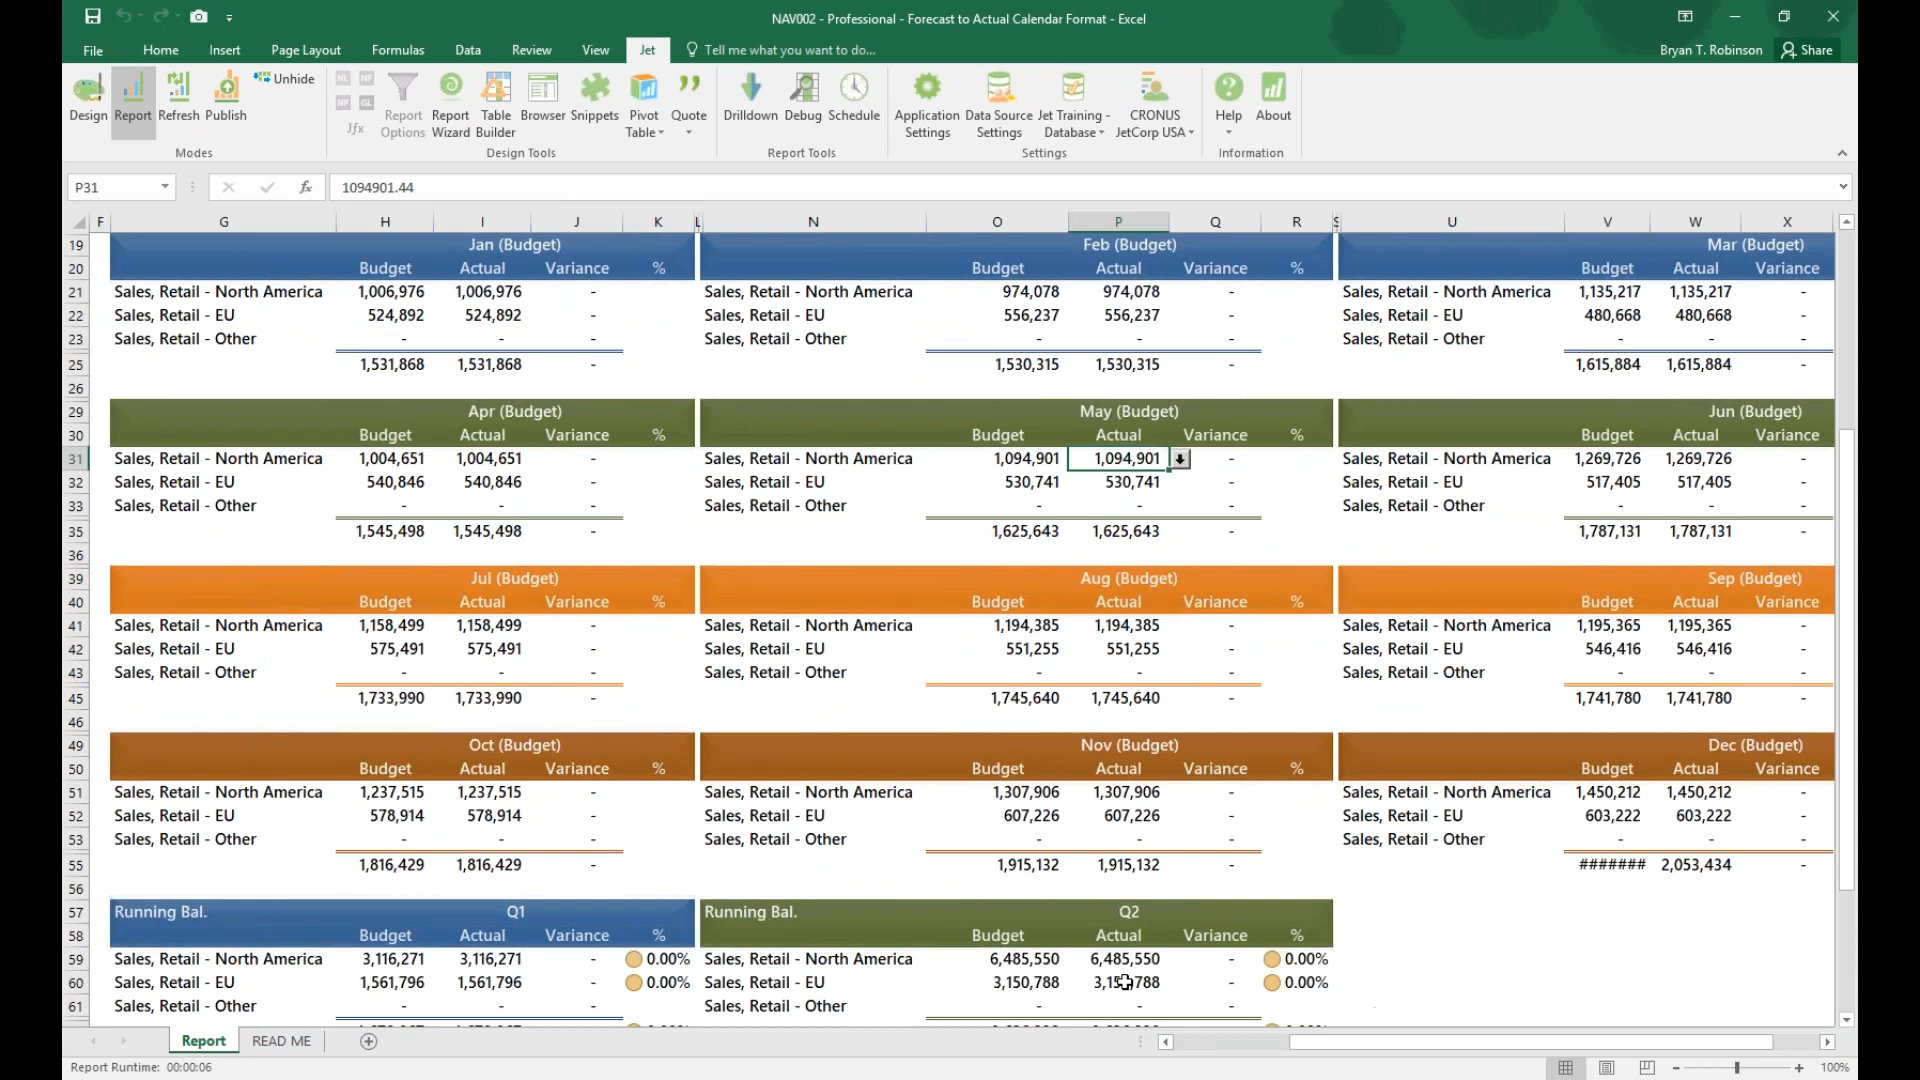 NAV002 - Professional - Forecast to Actual Calendar Format - Excel
File Home Insert Page Layout Formulas Data Review View Jet Tell me what you want to do... Bryan T. Robinson Share
Design Report Refresh Publish Unhide
Modes
NL NF
NP GL
Jfx
Report Options Report Wizard Table Builder Browser Snippets Pivot Table Quote
Design Tools
Drilldown Debug Schedule
Report Tools
Application Settings Data Source Settings Jet Training - Database CRONUS JetCorp USA
Settings
Help About
Information
P31 fx 1094901.44
F G H I J K L N O P Q R S U V W X
19 Jan (Budget) Feb (Budget) Mar (Budget)
20 Budget Actual Variance % Budget Actual Variance % Budget Actual Variance
21 Sales, Retail - North America 1,006,976 1,006,976 - Sales, Retail - North America 974,078 974,078 - Sales, Retail - North America 1,135,217 1,135,217 -
22 Sales, Retail - EU 524,892 524,892 - Sales, Retail - EU 556,237 556,237 - Sales, Retail - EU 480,668 480,668 -
23 Sales, Retail - Other - - - Sales, Retail - Other - - - Sales, Retail - Other - - -
25 1,531,868 1,531,868 - 1,530,315 1,530,315 - 1,615,884 1,615,884 -
26
29 Apr (Budget) May (Budget) Jun (Budget)
30 Budget Actual Variance % Budget Actual Variance % Budget Actual Variance
31 Sales, Retail - North America 1,004,651 1,004,651 - Sales, Retail - North America 1,094,901 1,094,901 - Sales, Retail - North America 1,269,726 1,269,726 -
32 Sales, Retail - EU 540,846 540,846 - Sales, Retail - EU 530,741 530,741 - Sales, Retail - EU 517,405 517,405 -
33 Sales, Retail - Other - - - Sales, Retail - Other - - - Sales, Retail - Other - - -
35 1,545,498 1,545,498 - 1,625,643 1,625,643 - 1,787,131 1,787,131 -
36
39 Jul (Budget) Aug (Budget) Sep (Budget)
40 Budget Actual Variance % Budget Actual Variance % Budget Actual Variance
41 Sales, Retail - North America 1,158,499 1,158,499 - Sales, Retail - North America 1,194,385 1,194,385 - Sales, Retail - North America 1,195,365 1,195,365 -
42 Sales, Retail - EU 575,491 575,491 - Sales, Retail - EU 551,255 551,255 - Sales, Retail - EU 546,416 546,416 -
43 Sales, Retail - Other - - - Sales, Retail - Other - - - Sales, Retail - Other - - -
45 1,733,990 1,733,990 - 1,745,640 1,745,640 - 1,741,780 1,741,780 -
46
49 Oct (Budget) Nov (Budget) Dec (Budget)
50 Budget Actual Variance % Budget Actual Variance % Budget Actual Variance
51 Sales, Retail - North America 1,237,515 1,237,515 - Sales, Retail - North America 1,307,906 1,307,906 - Sales, Retail - North America 1,450,212 1,450,212 -
52 Sales, Retail - EU 578,914 578,914 - Sales, Retail - EU 607,226 607,226 - Sales, Retail - EU 603,222 603,222 -
53 Sales, Retail - Other - - - Sales, Retail - Other - - - Sales, Retail - Other - - -
55 1,816,429 1,816,429 - 1,915,132 1,915,132 - ####### 2,053,434 -
56
57 Running Bal. Q1 Running Bal. Q2
58 Budget Actual Variance % Budget Actual Variance %
59 Sales, Retail - North America 3,116,271 3,116,271 - 0.00% Sales, Retail - North America 6,485,550 6,485,550 - 0.00%
60 Sales, Retail - EU 1,561,796 1,561,796 - 0.00% Sales, Retail - EU 3,150,788 - 0.00%
61 Sales, Retail - Other - - - Sales, Retail - Other - - -
Report READ ME
Report Runtime: 00:00:06 100%